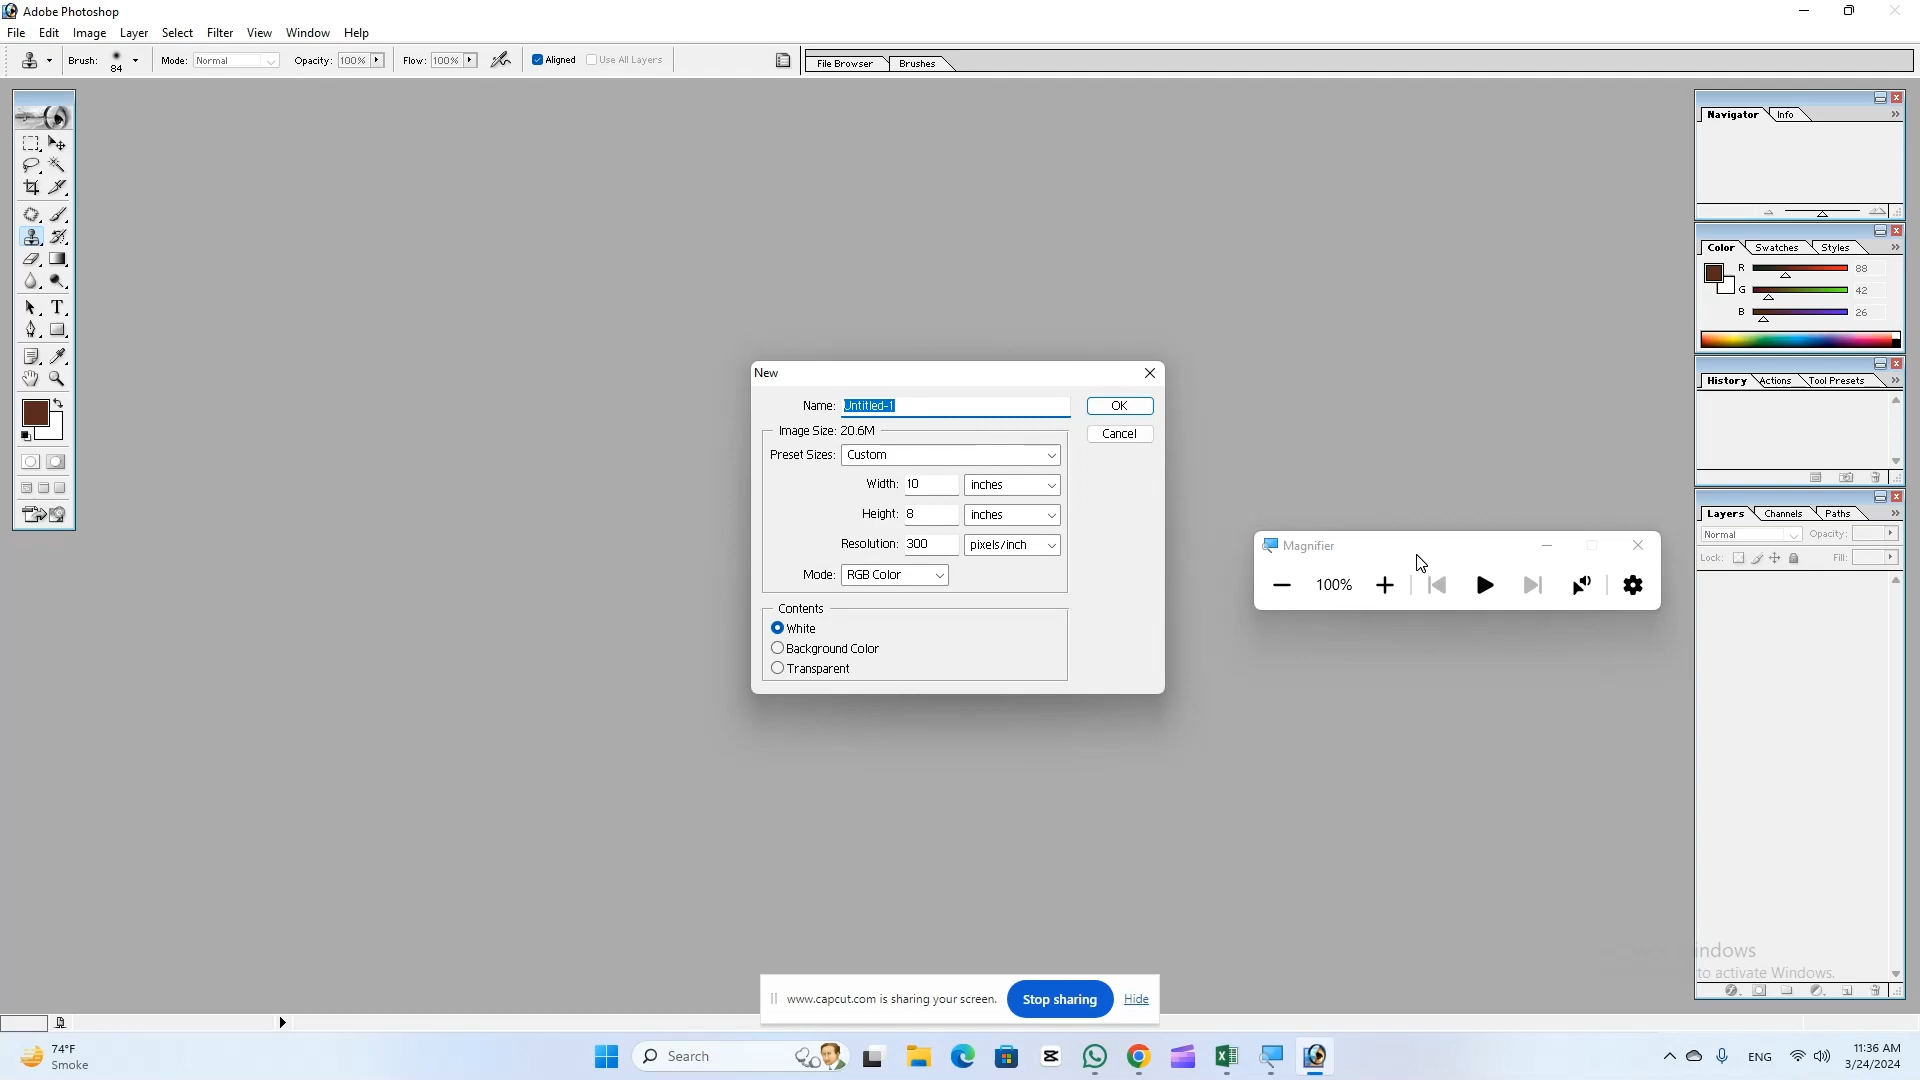 Adobe Photoshop
File Edit Image Layer Select Filter View Window Help
Brush: 84 Mode: Normal Opacity: 100% Flow: 100% Aligned Use All Layers File Browser Brushes
Navigator Info
Color Swatches Styles
R 88
G 42
B 26
History Actions Tool Presets
Layers Channels Paths
Normal Opacity:
Lock: Fill:
T
New
Name: Untitled-1 OK
Image Size: 20.6M
Cancel
Preset Sizes: Custom
Width: 10 inches
Height: 8 inches
Resolution: 300 pixels/inch
Mode: RGB Color
Contents
White
Background Color
Transparent
Magnifier
100%
indows
to activate Windows.
www.capcut.com is sharing your screen. Stop sharing Hide
74°F
Smoke
Search
ENG
11:36 AM
3/24/2024